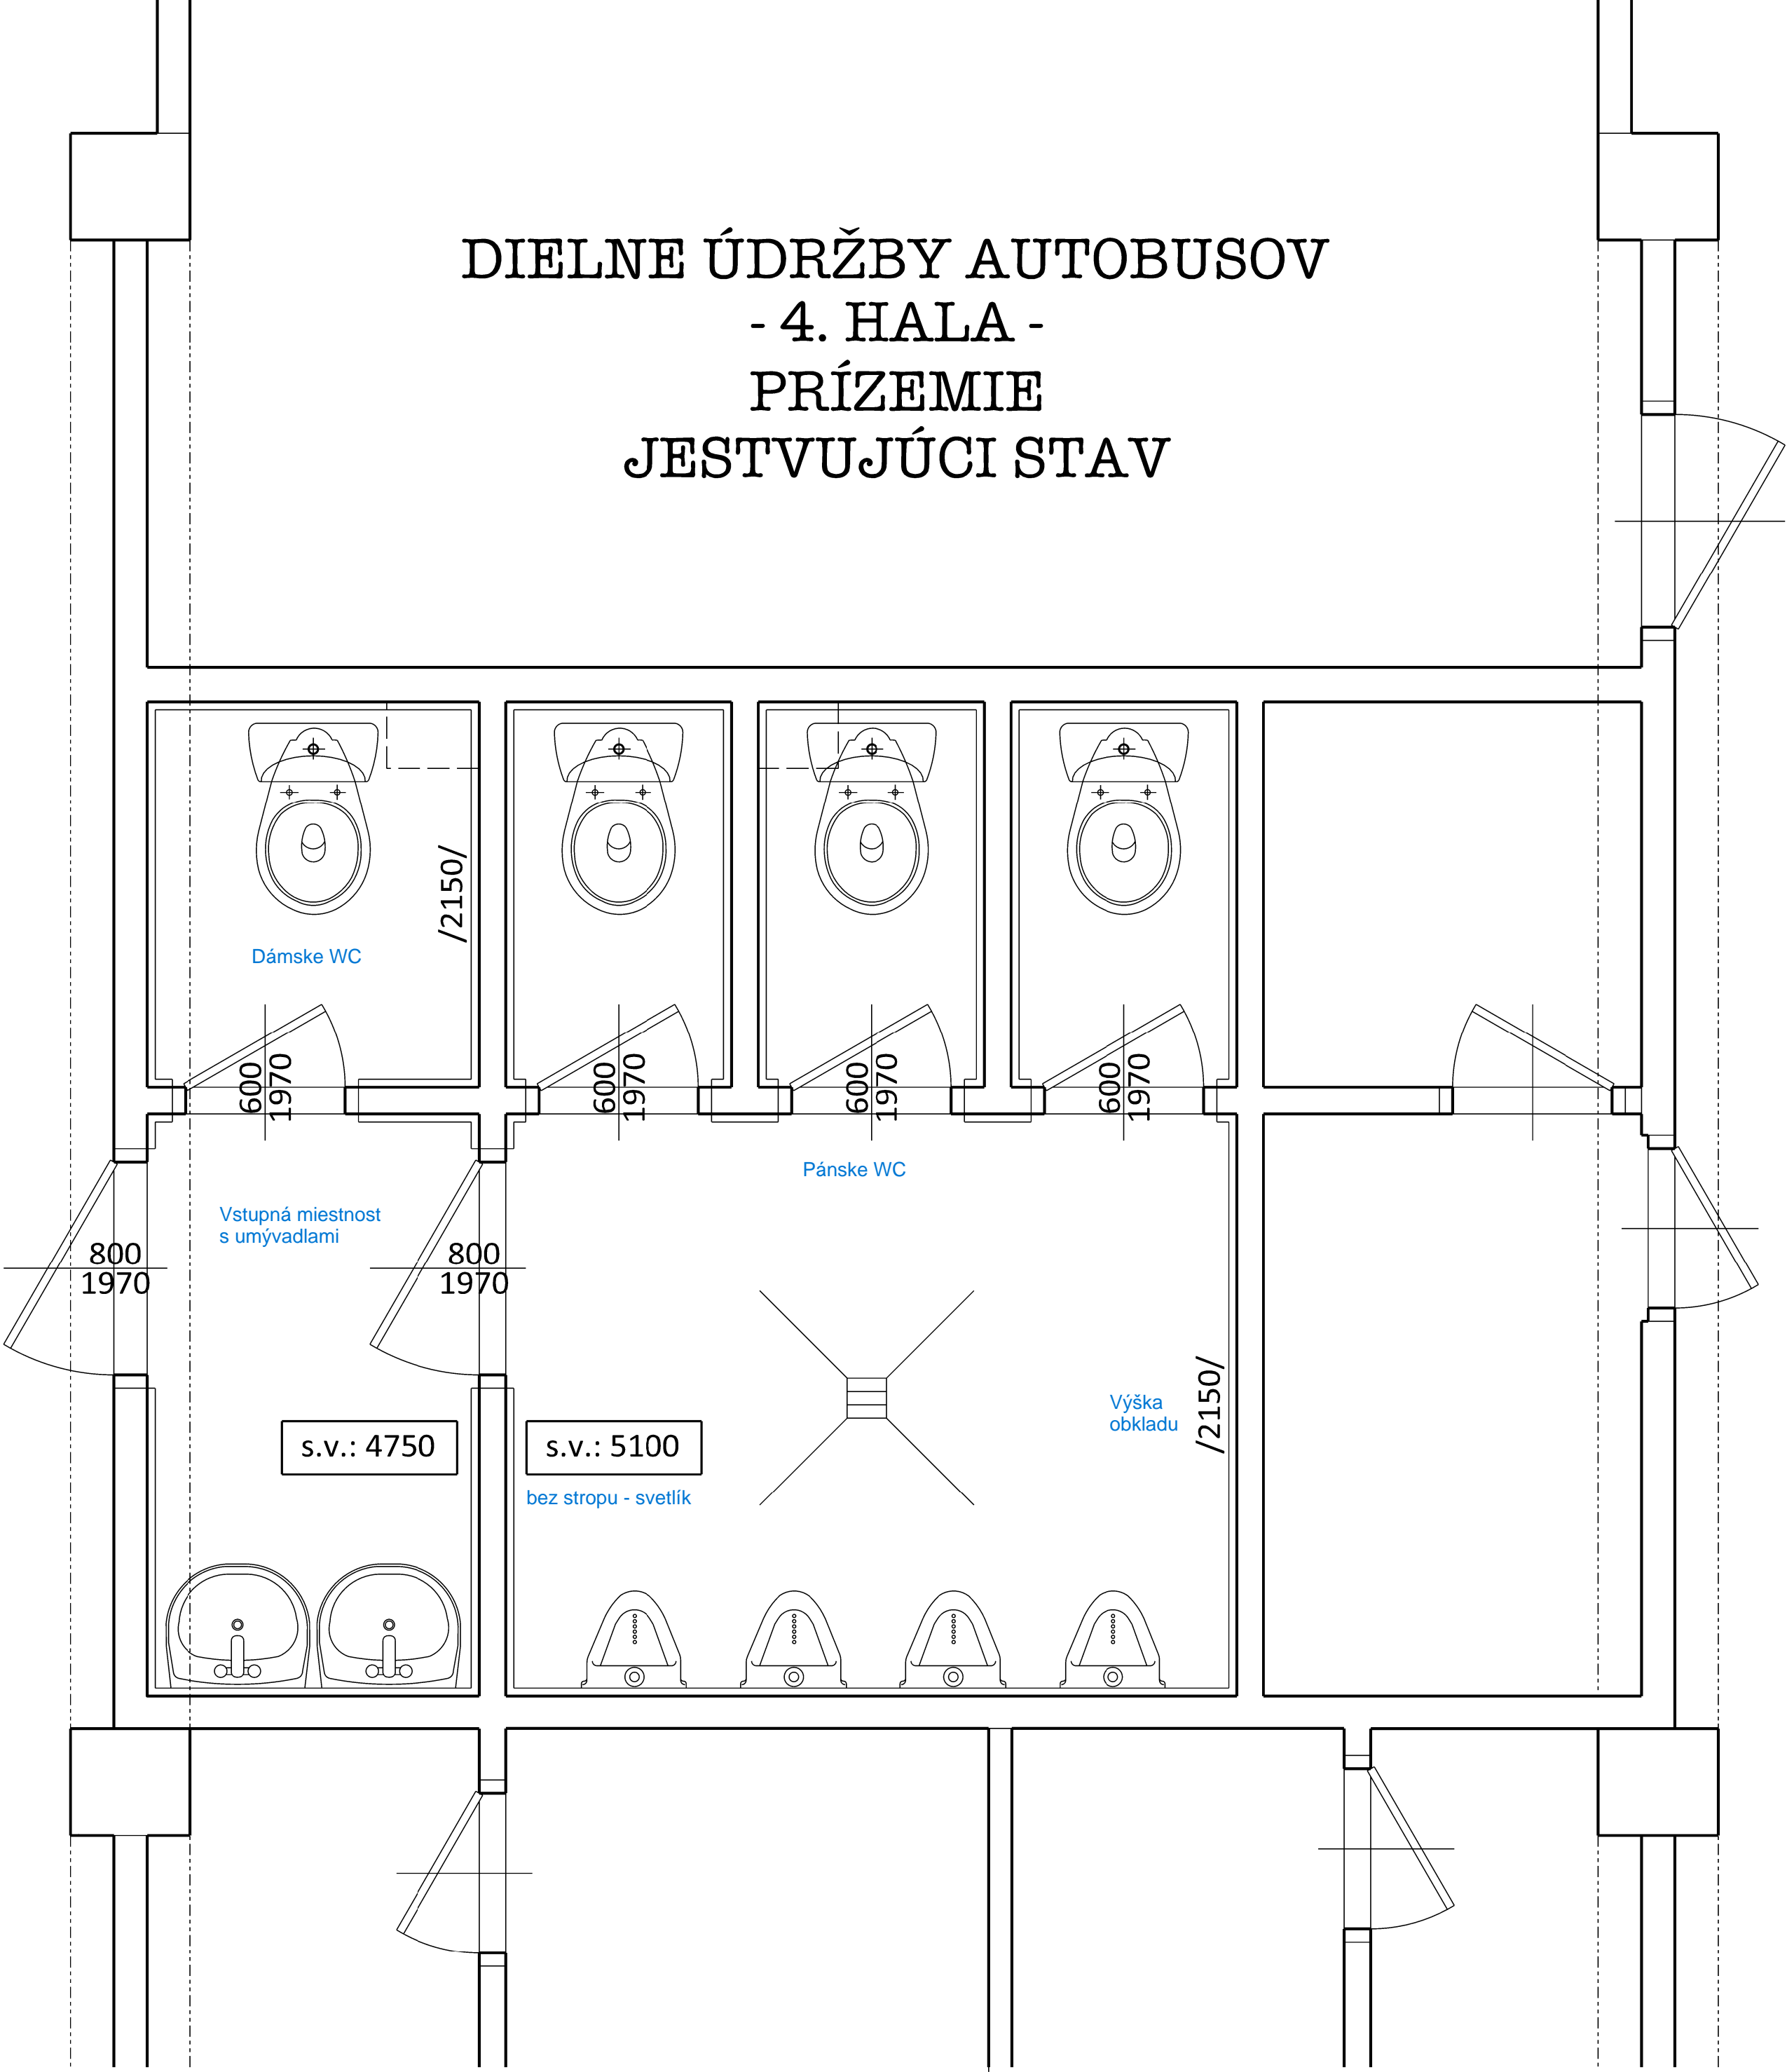 DIELNE ÚDRŽBY AUTOBUSOV
- 4. HALA -
PRÍZEMIE
JESTVUJÚCI STAV
/2150/
Dámske WC
600
1970
600
1970
600
1970
600
1970
Pánske WC
Vstupná miestnost
s umývadlami
800
1970
800
1970
Výška
obkladu
/2150/
s.v.: 4750
s.v.: 5100
bez stropu - svetlík